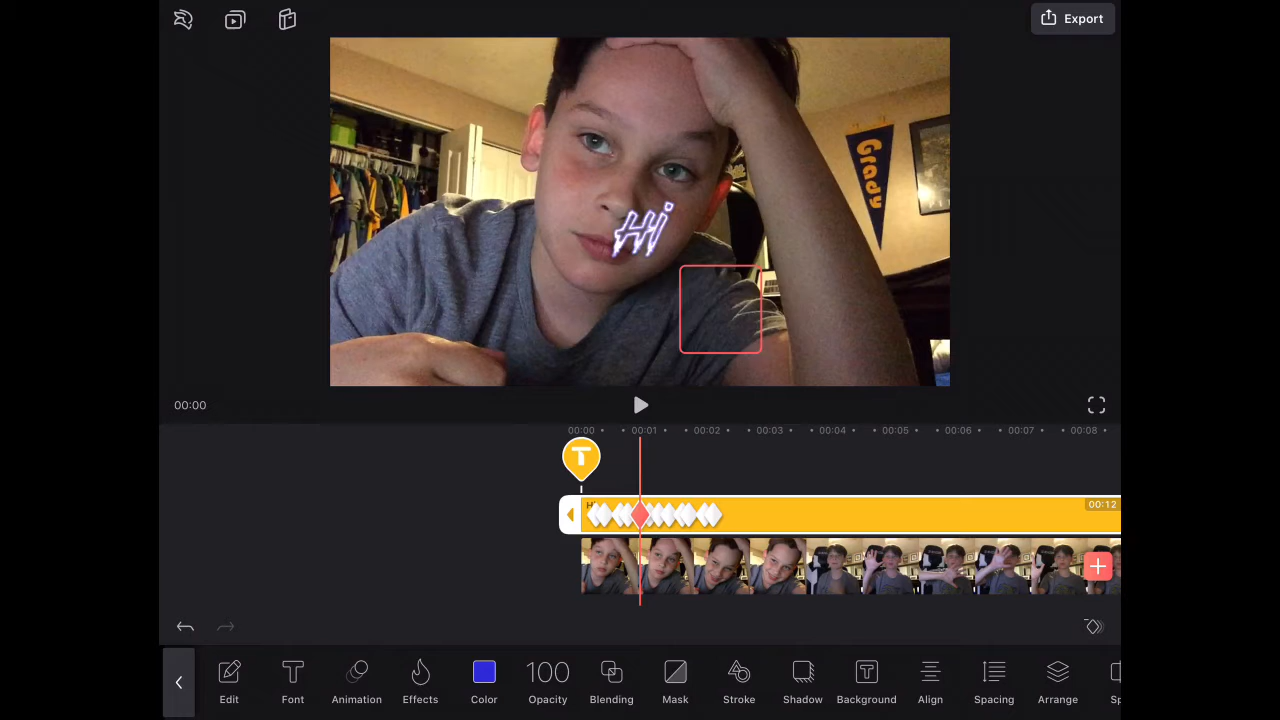 Export
Grady
Hi
00:00
00:00
00:01
00:02
00:03
00:04
00:05
00:06
00:07
00:08
T
00:12
Edit
Font
Animation
Effects
Color
100
Opacity
Blending
Mask
Stroke
Shadow
Background
Align
Spacing
Arrange
Sp